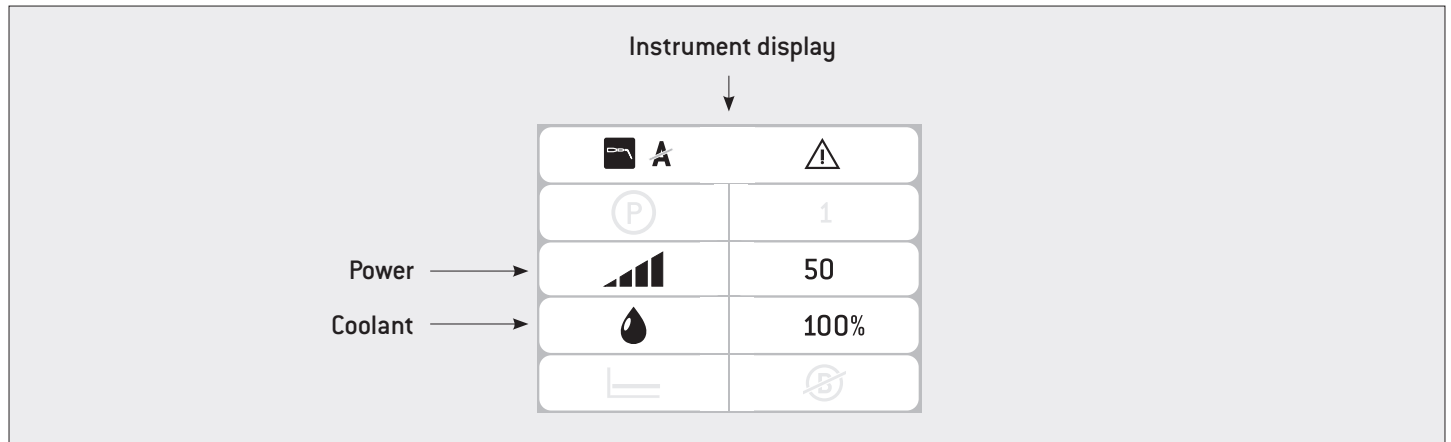 Instrument display
A
P 1
Power 50
Coolant 100%
B